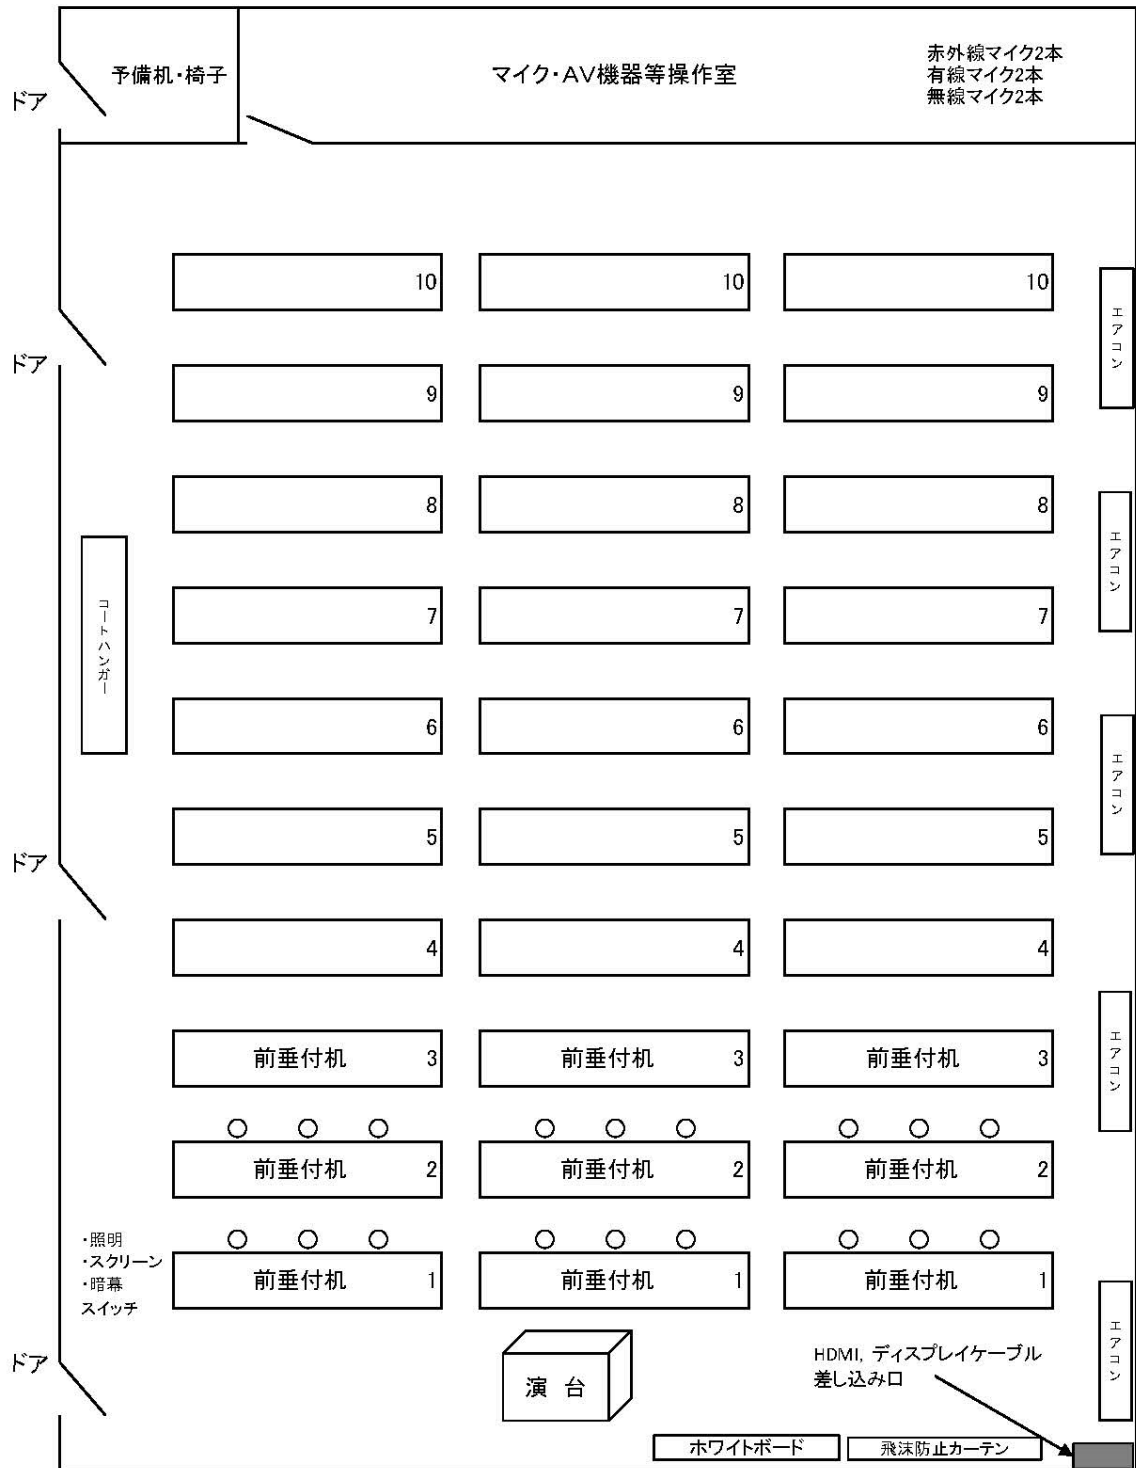 予備机・椅子
マイク・AV機器等操作室
赤外線マイク2本
有線マイク2本
無線マイク2本
ドア
10
10
10
エアコン
ドア
9
9
9
8
8
8
エアコン
コートハンガー
7
7
7
6
6
6
エアコン
5
5
5
ドア
4
4
4
前垂付机 3
前垂付机 3
前垂付机 3
エアコン
前垂付机 2
前垂付机 2
前垂付机 2
・照明
・スクリーン
・暗幕
スイッチ
前垂付机 1
前垂付机 1
前垂付机 1
エアコン
ドア
演 台
HDMI, ディスプレイケーブル
差し込み口
ホワイトボード
飛沫防止カーテン